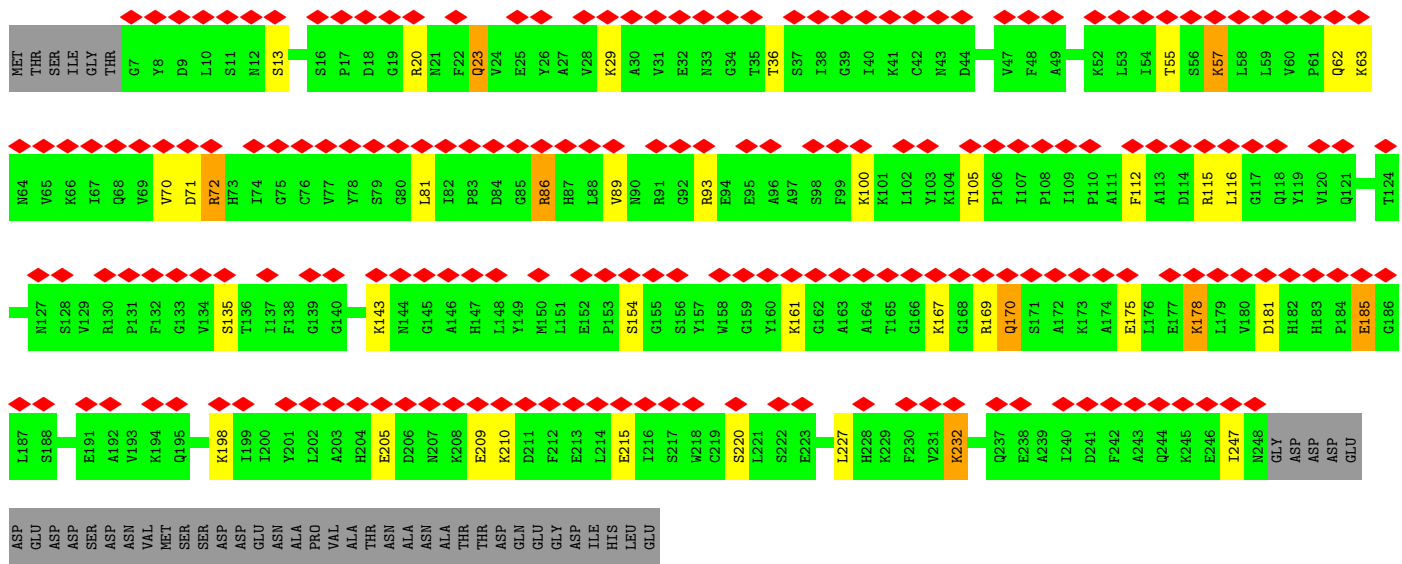 MET THR SER ILE GLY THR G7 Y8 D9 L10 S11 N12 S13 S16 P17 D18 G19 R20 N21 F22 Q23 V24 E25 Y26 A27 V28 K29 A30 V31 E32 N33 G34 T35 T36 S37 I38 G39 I40 K41 C42 N43 D44 V47 F48 A49 K52 L53 I54 T55 S56 K57 L58 L59 V60 P61 Q62 K63
N64 V65 K66 I67 Q68 V69 V70 D71 R72 H73 I74 G75 C76 V77 Y78 S79 G80 L81 I82 P83 D84 G85 R86 H87 L88 V89 N90 R91 G92 R93 E94 E95 A96 A97 S98 F99 K100 K101 L102 Y103 K104 T105 P106 I107 P108 I109 P110 A111 F112 A113 D114 R115 L116 G117 Q118 Y119 V120 Q121 T124
N127 S128 V129 R130 P131 F132 G133 V134 S135 T136 I137 F138 G139 G140 K143 N144 G145 A146 H147 L148 Y149 M150 L151 E152 P153 S154 G155 S156 Y157 W158 G159 Y160 K161 G162 A163 A164 T165 G166 K167 G168 R169 Q170 S171 A172 K173 A174 E175 L176 E177 K178 L179 V180 D181 H182 H183 P184 E185 G186
L187 S188 E191 A192 V193 K194 Q195 K198 I199 I200 Y201 L202 A203 H204 E205 D206 N207 K208 E209 K210 D211 F212 E213 L214 E215 I216 S217 W218 C219 S220 L221 S222 E223 L227 H228 K229 F230 V231 K232 Q237 E238 A239 I240 D241 F242 A243 Q244 K245 E246 I247 N248 GLY ASP ASP ASP GLU
ASP GLU ASP ASP SER ASP ASN VAL MET SER SER ASP ASP GLU ASN ALA PRO VAL ALA THR ASN ALA ASN ALA THR THR ASP GLN GLU GLY ASP ILE HIS LEU GLU